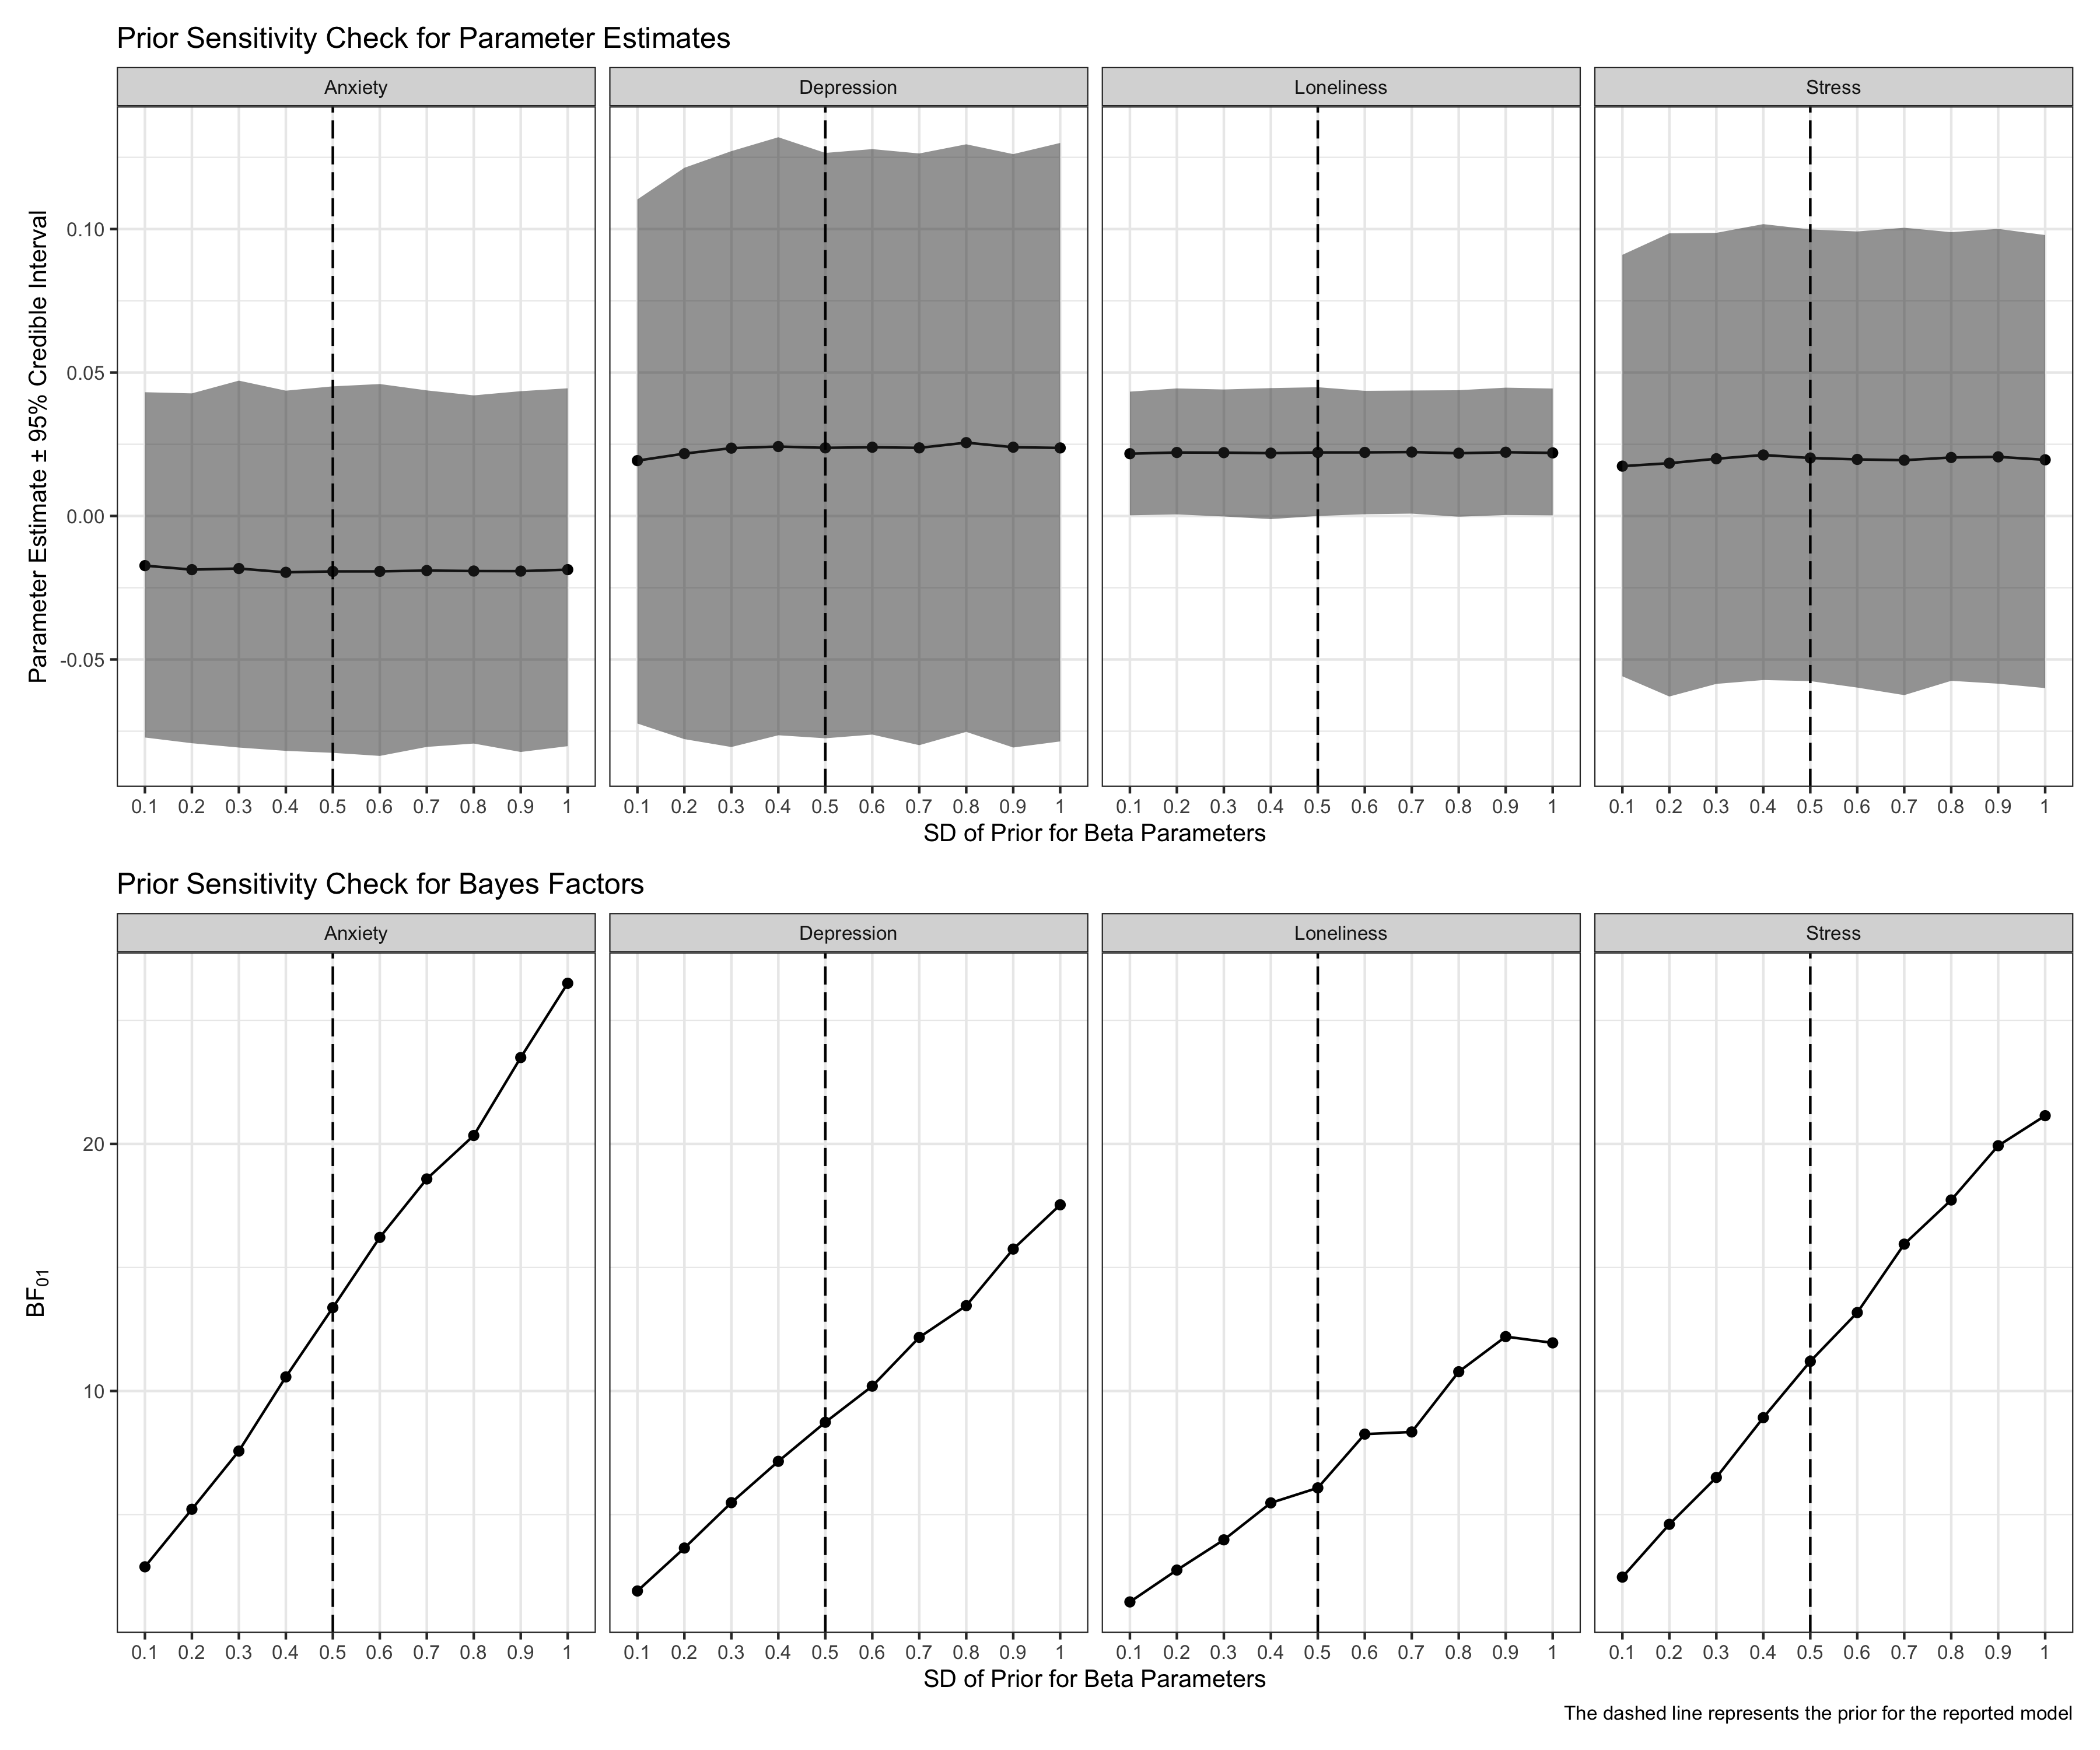 Prior Sensitivity Check for Parameter Estimates
Anxiety Depression Loneliness Stress
Parameter Estimate ± 95% Credible Interval
0.10
0.05
0.00
-0.05
0.1 0.2 0.3 0.4 0.5 0.6 0.7 0.8 0.9 1 0.1 0.2 0.3 0.4 0.5 0.6 0.7 0.8 0.9 1 0.1 0.2 0.3 0.4 0.5 0.6 0.7 0.8 0.9 1 0.1 0.2 0.3 0.4 0.5 0.6 0.7 0.8 0.9 1
SD of Prior for Beta Parameters
Prior Sensitivity Check for Bayes Factors
Anxiety Depression Loneliness Stress
BF01
20
10
0.1 0.2 0.3 0.4 0.5 0.6 0.7 0.8 0.9 1 0.1 0.2 0.3 0.4 0.5 0.6 0.7 0.8 0.9 1 0.1 0.2 0.3 0.4 0.5 0.6 0.7 0.8 0.9 1 0.1 0.2 0.3 0.4 0.5 0.6 0.7 0.8 0.9 1
SD of Prior for Beta Parameters
The dashed line represents the prior for the reported model